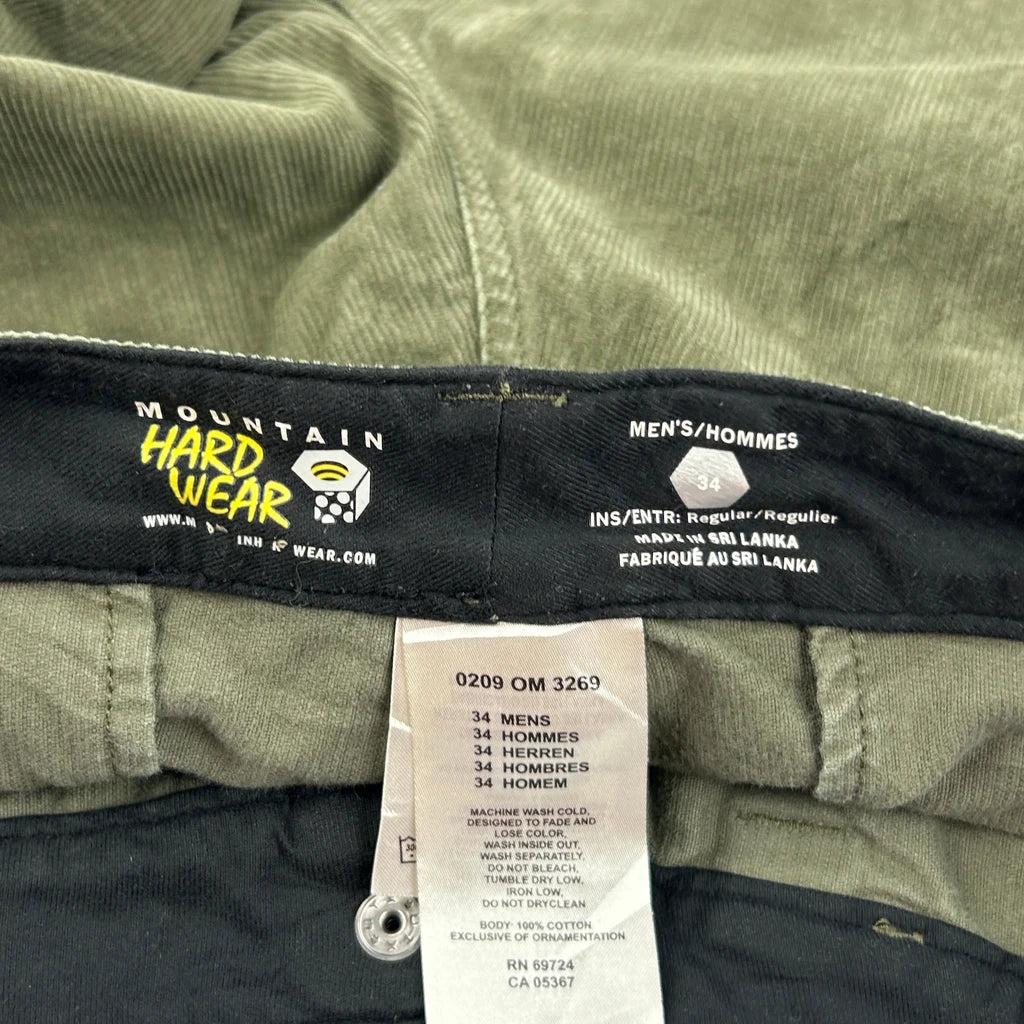 MOUNTAIN
HARD
WEAR
WEAR.COM
MEN'S/HOMMES
34
INS/ENTR: Regular/Regulier
MADE IN SRI LANKA
FABRIQUÉ AU SRI LANKA
0209 OM 3269
34 MENS
34 HOMMES
34 HERREN
34 HOMBRES
34 HOMEM
MACHINE WASH COLD,
DESIGNED TO FADE AND
LOSE COLOR,
WASH INSIDE OUT,
WASH SEPARATELY,
DO NOT BLEACH,
TUMBLE DRY LOW,
IRON LOW,
DO NOT DRYCLEAN
BODY: 100% COTTON
EXCLUSIVE OF ORNAMENTATION
RN 69724
CA 05367